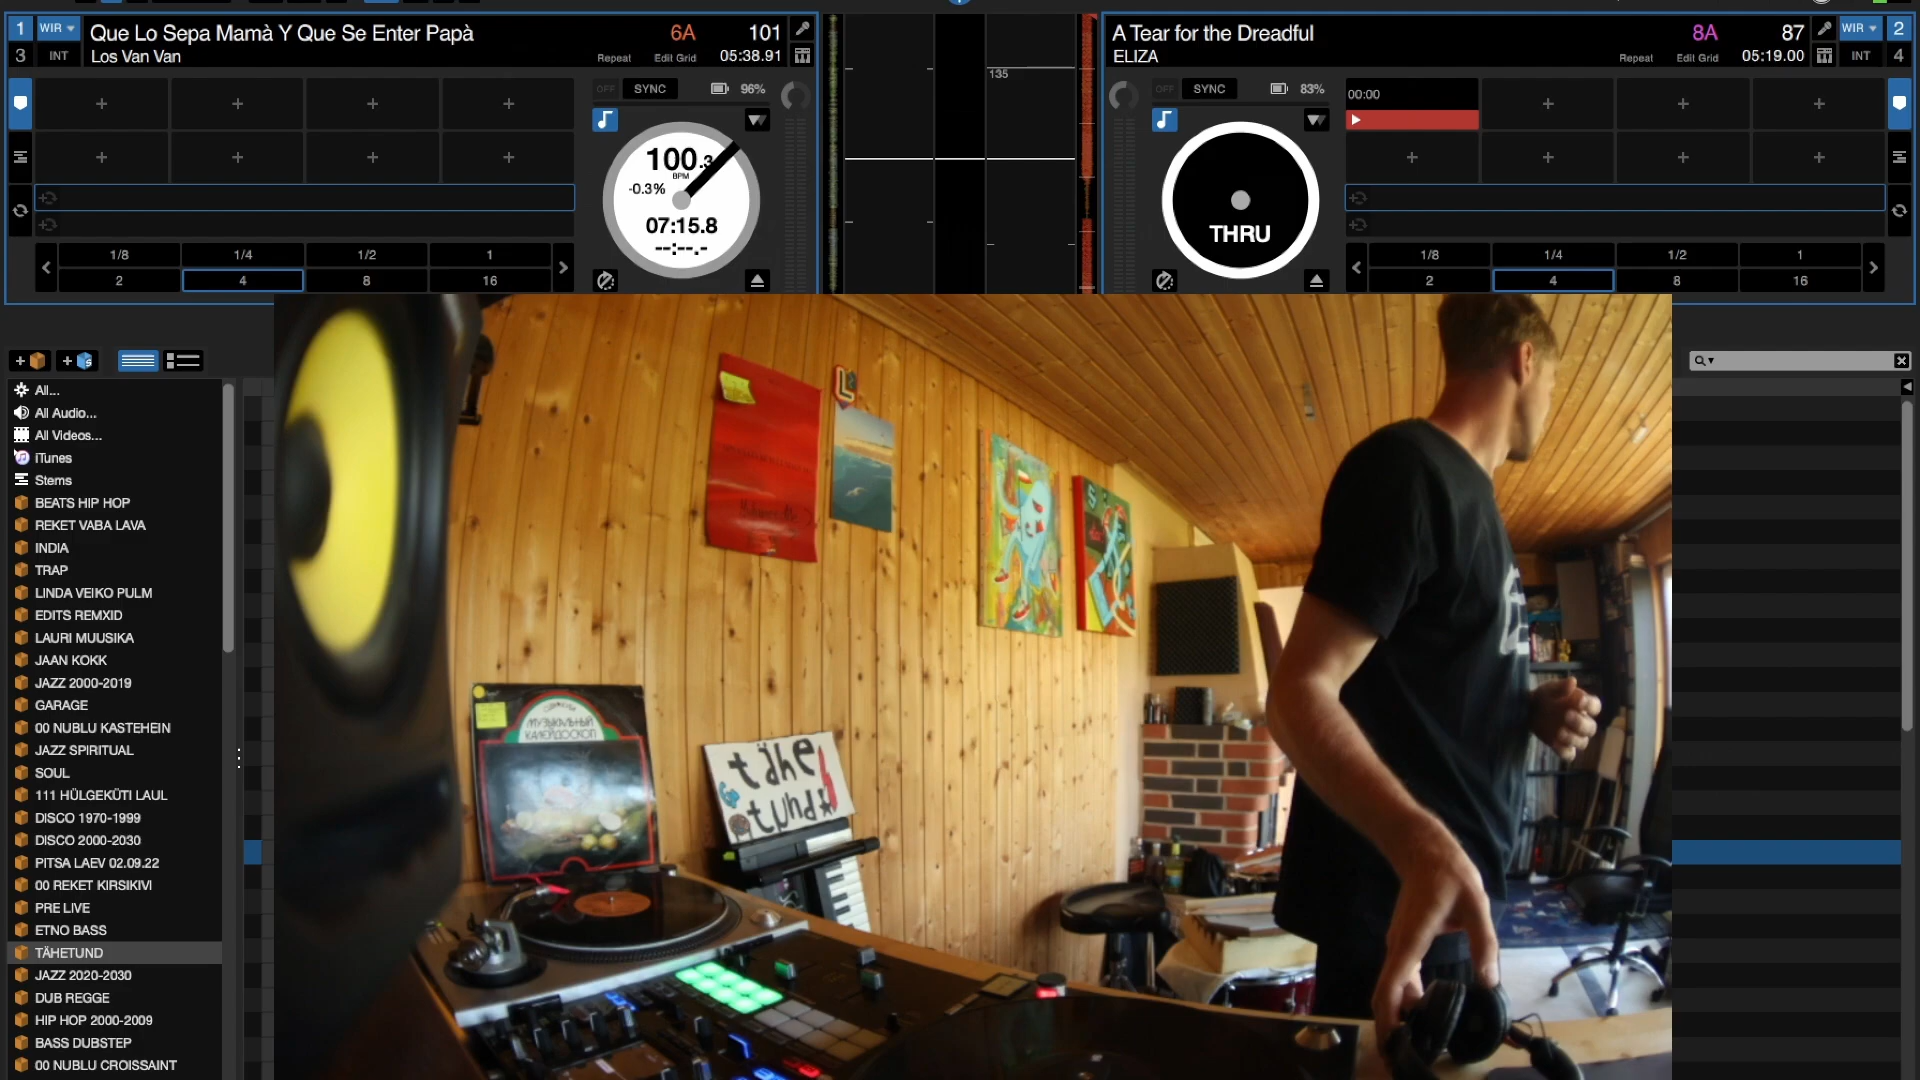 1 WIR Que Lo Sepa Mamà Y Que Se Enter Papà 6A 101
3 INT Los Van Van Repeat Edit Grid 05:38.91
OFF SYNC 96%
100.3
BPM
-0.3%
07:15.8
--:--.-
1/8 1/4 1/2 1
2 4 8 16
135
A Tear for the Dreadful 8A 87 WIR 2
ELIZA Repeat Edit Grid 05:19.00 INT 4
OFF SYNC 83%
00:00
THRU
1/8 1/4 1/2 1
2 4 8 16
All...
All Audio...
All Videos...
iTunes
Stems
BEATS HIP HOP
REKET VABA LAVA
INDIA
TRAP
LINDA VEIKO PULM
EDITS REMXID
LAURI MUUSIKA
JAAN KOKK
JAZZ 2000-2019
GARAGE
00 NUBLU KASTEHEIN
JAZZ SPIRITUAL
SOUL
111 HÜLGEKÜTI LAUL
DISCO 1970-1999
DISCO 2000-2030
PITSA LAEV 02.09.22
00 REKET KIRSIKIVI
PRE LIVE
ETNO BASS
TÄHETUND
JAZZ 2020-2030
DUB REGGE
HIP HOP 2000-2009
BASS DUBSTEP
00 NUBLU CROISSAINT
МУЗЫКАЛЬНЫЙ
КАЛЕЙДОСКОП
tähe
tund